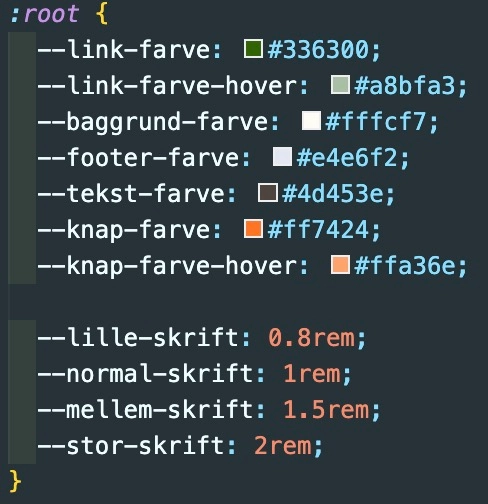 :root {
--link-farve: #336300;
--link-farve-hover: #a8bfa3;
--baggrund-farve: #fffcf7;
--footer-farve: #e4e6f2;
--tekst-farve: #4d453e;
--knap-farve: #ff7424;
--knap-farve-hover: #ffa36e;
--lille-skrift: 0.8rem;
--normal-skrift: 1rem;
--mellem-skrift: 1.5rem;
--stor-skrift: 2rem;
}